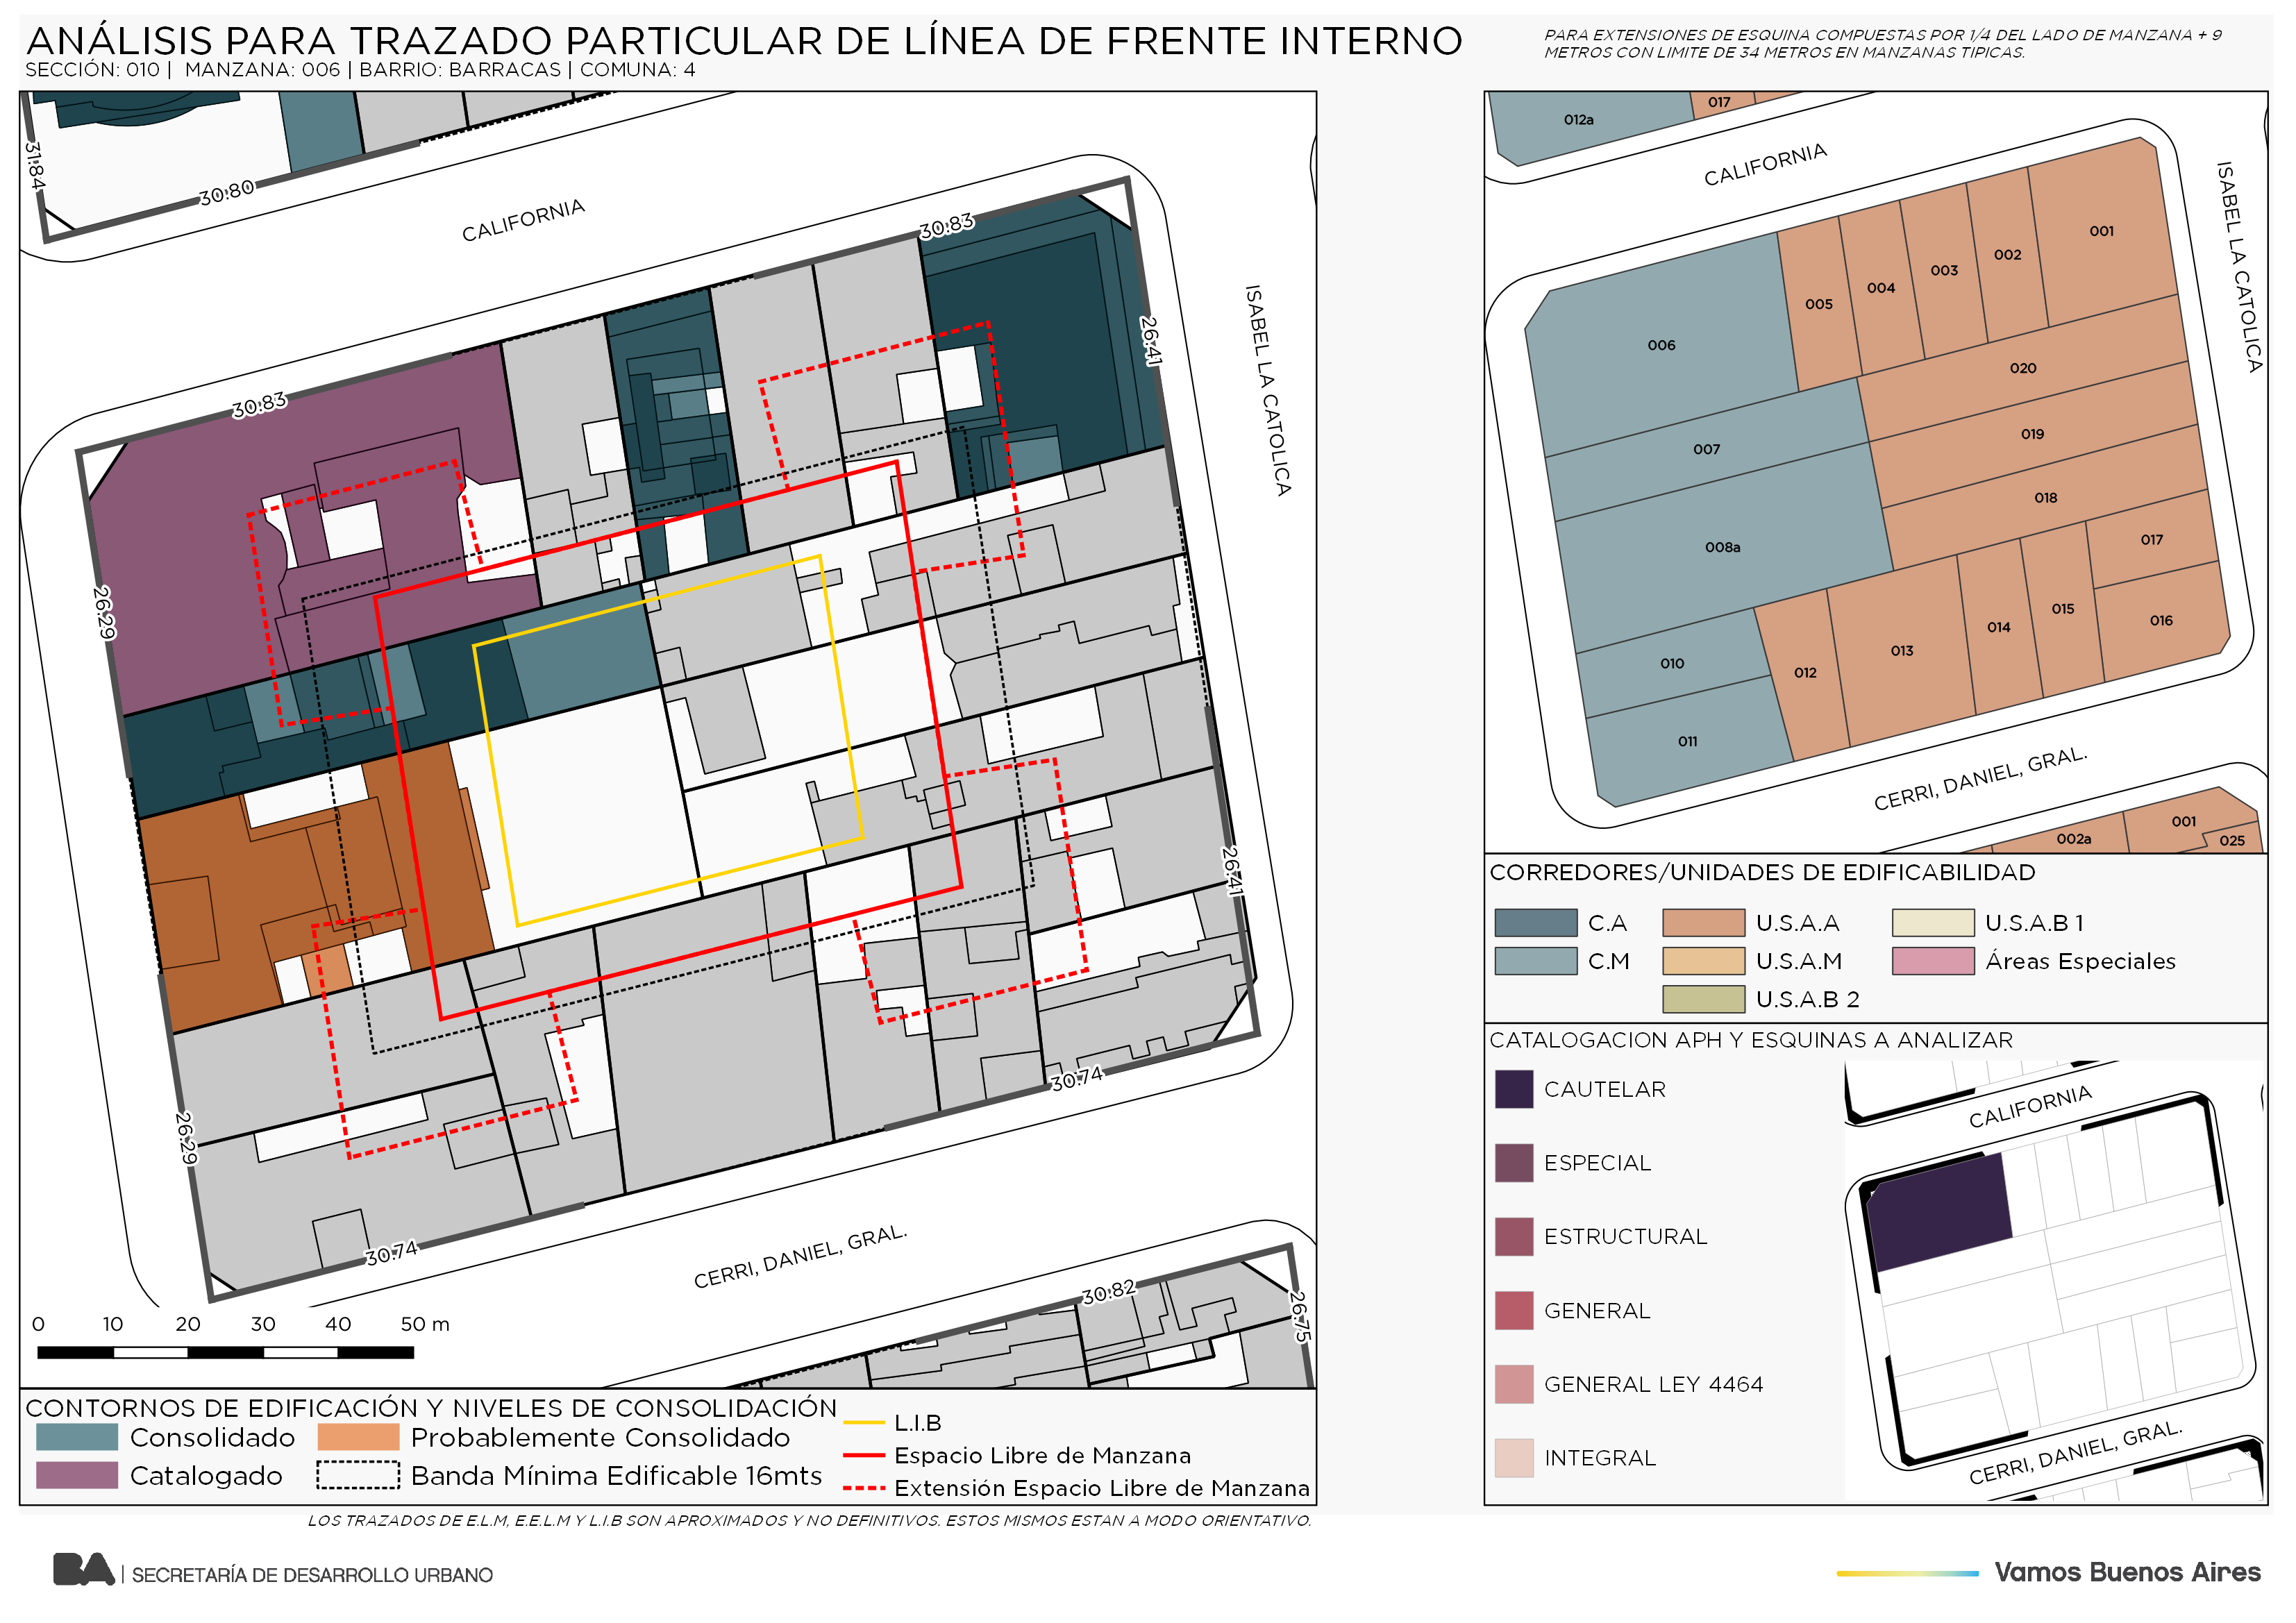 ANÁLISIS PARA TRAZADO PARTICULAR DE LÍNEA DE FRENTE INTERNO
SECCIÓN: 010 | MANZANA: 006 | BARRIO: BARRACAS | COMUNA: 4
PARA EXTENSIONES DE ESQUINA COMPUESTAS POR 1/4 DEL LADO DE MANZANA + 9
METROS CON LIMITE DE 34 METROS EN MANZANAS TIPICAS.
31.84
30.80
CALIFORNIA
30.83
30.83
ISABEL LA CATOLICA
26.41
26.29
26.41
26.29
30.74
30.74
CERRI, DANIEL, GRAL.
30.82
26.75
0 10 20 30 40 50 m
CONTORNOS DE EDIFICACIÓN Y NIVELES DE CONSOLIDACIÓN
Consolidado
Probablemente Consolidado
Catalogado
Banda Mínima Edificable 16mts
L.I.B
Espacio Libre de Manzana
Extensión Espacio Libre de Manzana
LOS TRAZADOS DE E.L.M, E.E.L.M Y L.I.B SON APROXIMADOS Y NO DEFINITIVOS. ESTOS MISMOS ESTAN A MODO ORIENTATIVO.
012a
017
CALIFORNIA
ISABEL LA CATOLICA
001
002
003
004
005
006
020
007
019
018
008a
017
016
015
014
013
012
010
011
CERRI, DANIEL, GRAL.
002a
001
025
CORREDORES/UNIDADES DE EDIFICABILIDAD
C.A
U.S.A.A
U.S.A.B 1
C.M
U.S.A.M
Áreas Especiales
U.S.A.B 2
CATALOGACION APH Y ESQUINAS A ANALIZAR
CAUTELAR
ESPECIAL
ESTRUCTURAL
GENERAL
GENERAL LEY 4464
INTEGRAL
CALIFORNIA
CERRI, DANIEL, GRAL.
BA | SECRETARÍA DE DESARROLLO URBANO
Vamos Buenos Aires